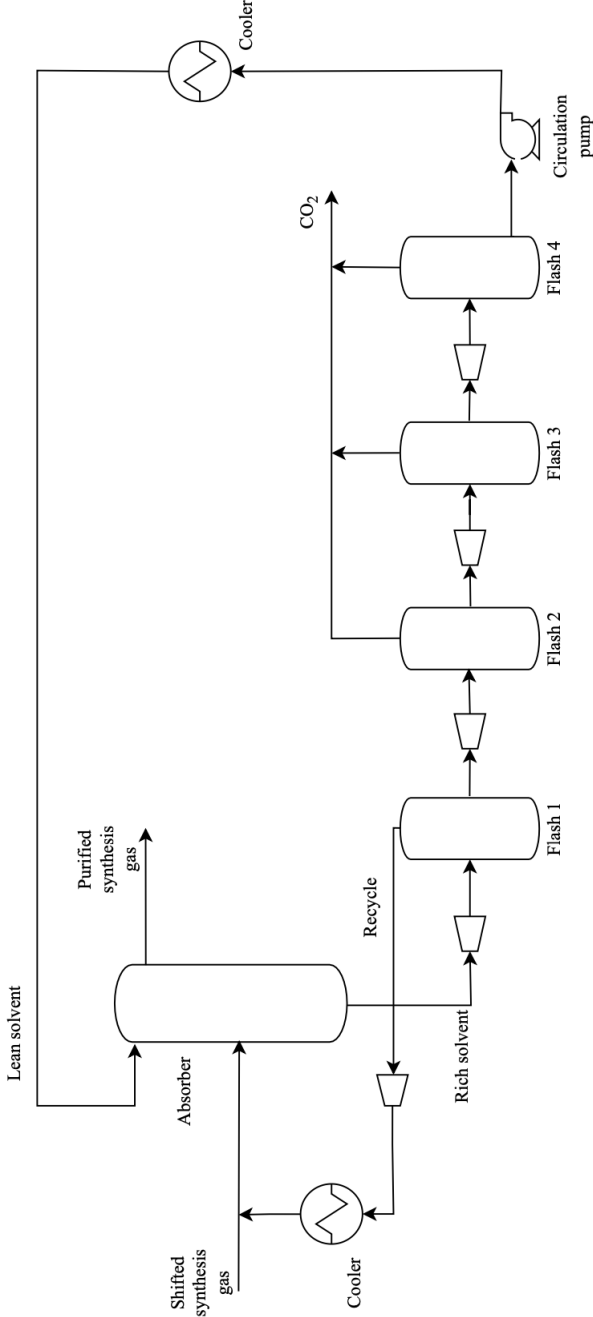 Lean solvent
Cooler
Purified
synthesis
gas
CO₂
Absorber
Shifted
synthesis
gas
Recycle
Cooler
Rich solvent
Flash 1
Flash 2
Flash 3
Flash 4
Circulation
pump